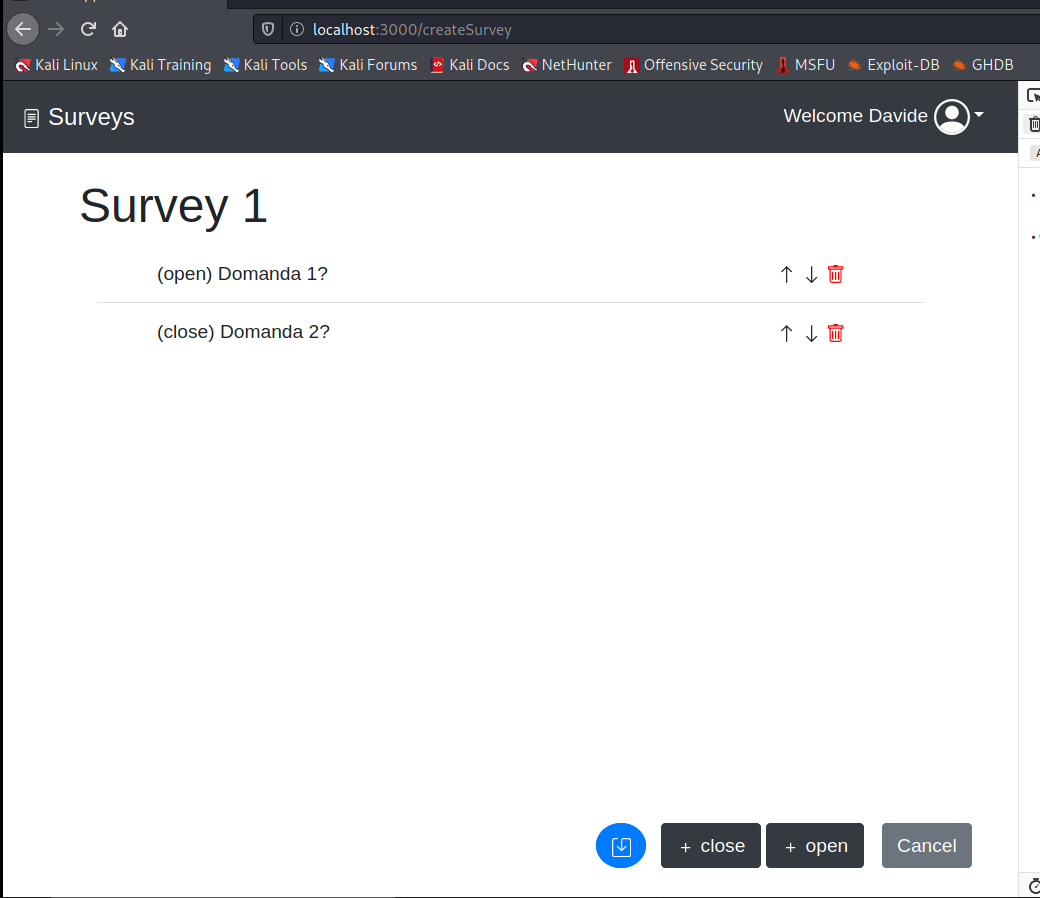 localhost:3000/createSurvey
Kali Linux Kali Training Kali Tools Kali Forums Kali Docs NetHunter Offensive Security MSFU Exploit-DB GHDB
Surveys Welcome Davide
Survey 1
(open) Domanda 1?
(close) Domanda 2?
+ close + open Cancel